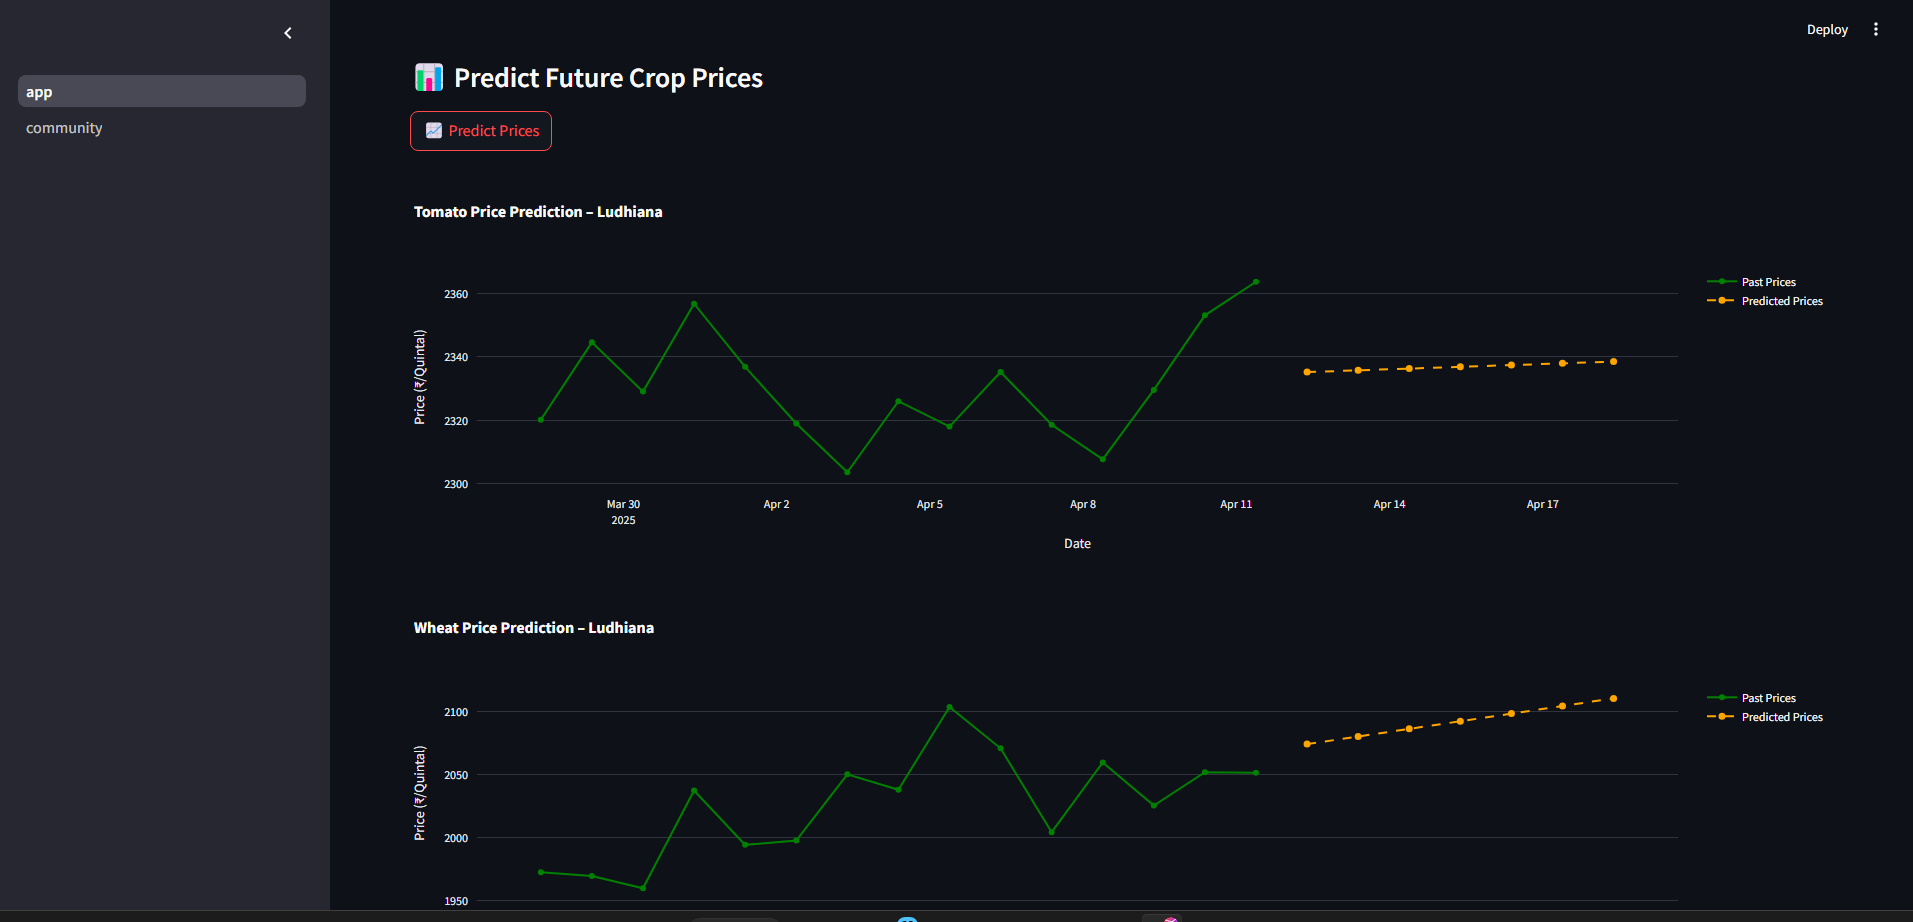 Deploy
app
community
📊 Predict Future Crop Prices
📈 Predict Prices
Tomato Price Prediction – Ludhiana
Past Prices
Predicted Prices
Price (₹/Quintal)
2360
2340
2320
2300
Mar 30 Apr 2 Apr 5 Apr 8 Apr 11 Apr 14 Apr 17
2025
Date
Wheat Price Prediction – Ludhiana
Past Prices
Predicted Prices
Price (₹/Quintal)
2100
2050
2000
1950